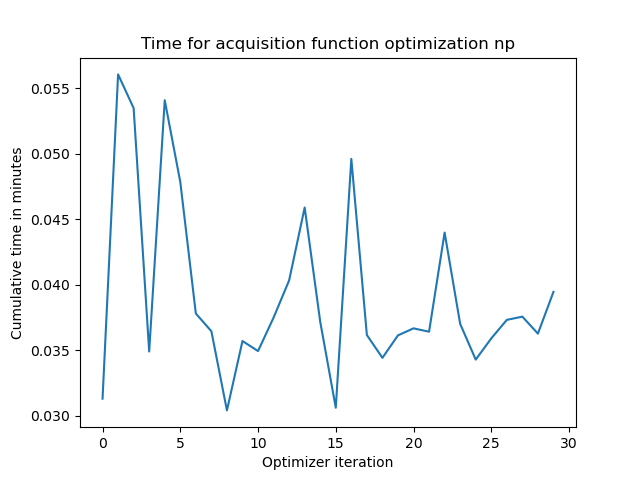 Time for acquisition function optimization np
Cumulative time in minutes
0.055
0.050
0.045
0.040
0.035
0.030
0 5 10 15 20 25 30
Optimizer iteration